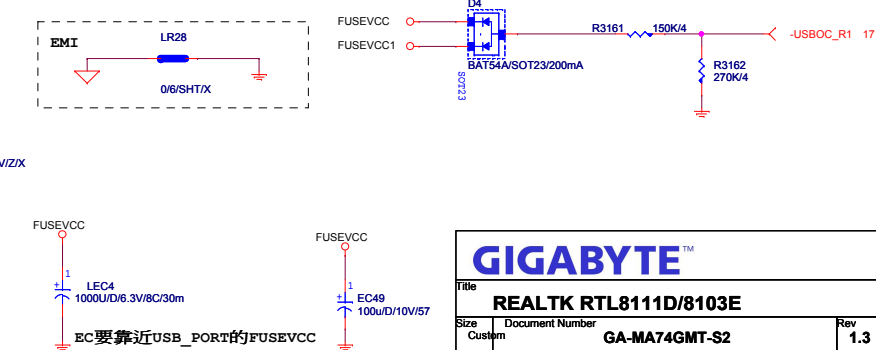 D4
FUSEVCC
R3161 150K/4
-USBOC_R1 17
EMI
LR28
FUSEVCC1
BAT54A/SOT23/200mA
R3162
270K/4
SOT23
0/6/SHT/X
V/Z/X
FUSEVCC
FUSEVCC
1
+
LEC4
1000U/D/6.3V/8C/30m
1
+
EC49
100u/D/10V/57
EC要靠近USB_PORT的FUSEVCC
GIGABYTE™
Title
REALTK RTL8111D/8103E
Size
Custom
Document Number
GA-MA74GMT-S2
Rev
1.3